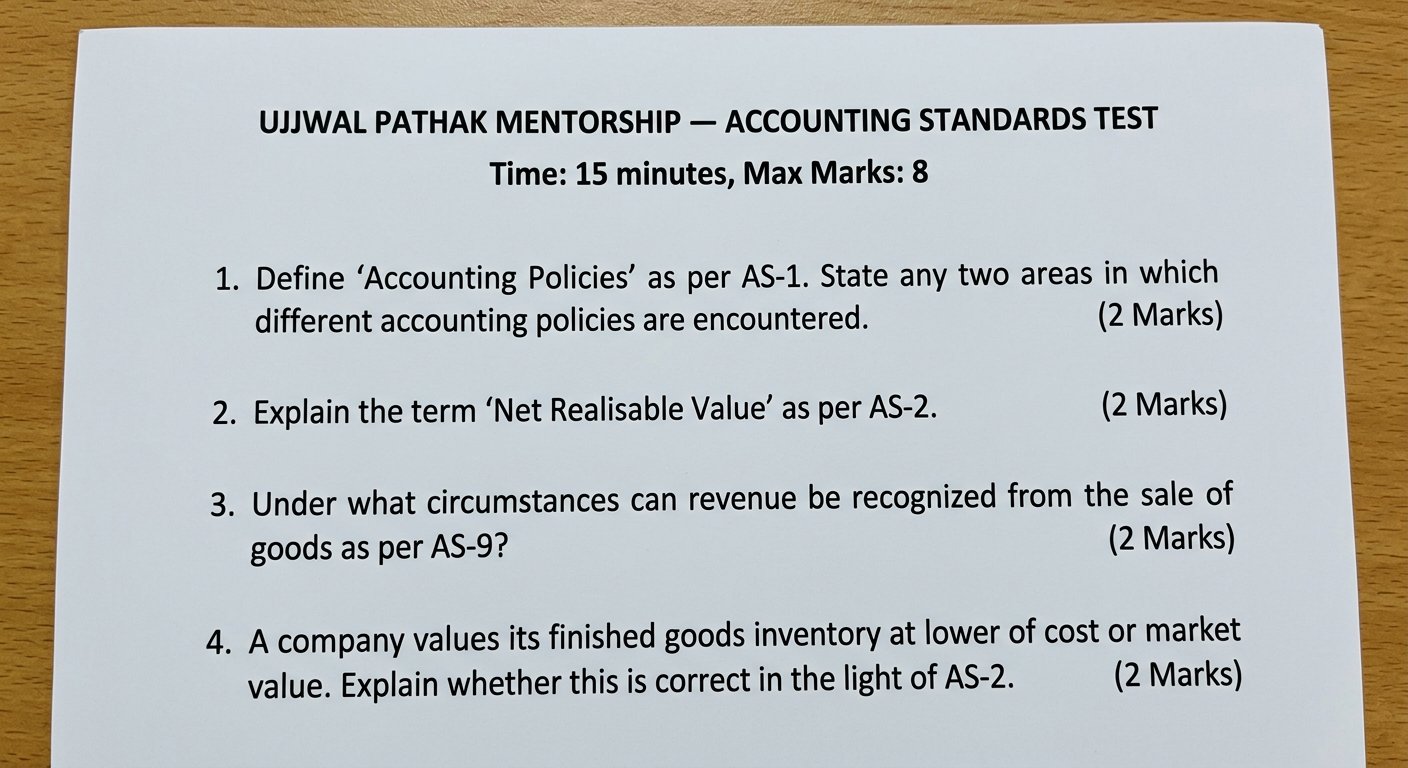 UJJWAL PATHAK MENTORSHIP — ACCOUNTING STANDARDS TEST
Time: 15 minutes, Max Marks: 8
1. Define ‘Accounting Policies’ as per AS-1. State any two areas in which
different accounting policies are encountered. (2 Marks)
2. Explain the term ‘Net Realisable Value’ as per AS-2. (2 Marks)
3. Under what circumstances can revenue be recognized from the sale of
goods as per AS-9? (2 Marks)
4. A company values its finished goods inventory at lower of cost or market
value. Explain whether this is correct in the light of AS-2. (2 Marks)